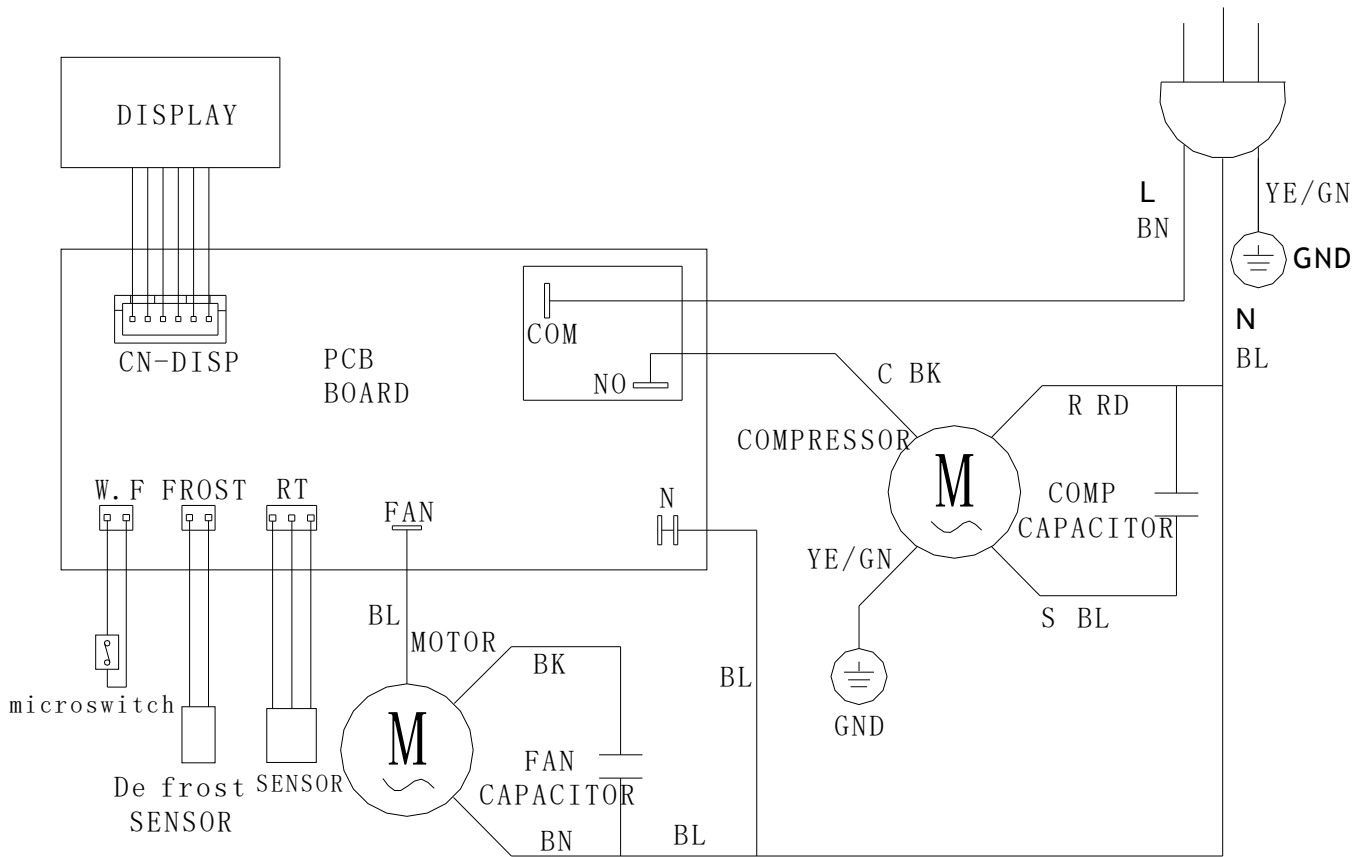 DISPLAY
L
BN
YE/GN
GND
N
BL
CN-DISP
PCB
BOARD
COM
NO
C BK
COMPRESSOR
R RD
M
COMP
CAPACITOR
YE/GN
S BL
GND
W.F FROST RT
FAN
N
BL
MOTOR
BK
BL
microswitch
M
FAN
CAPACITOR
De frost
SENSOR
SENSOR
BN
BL